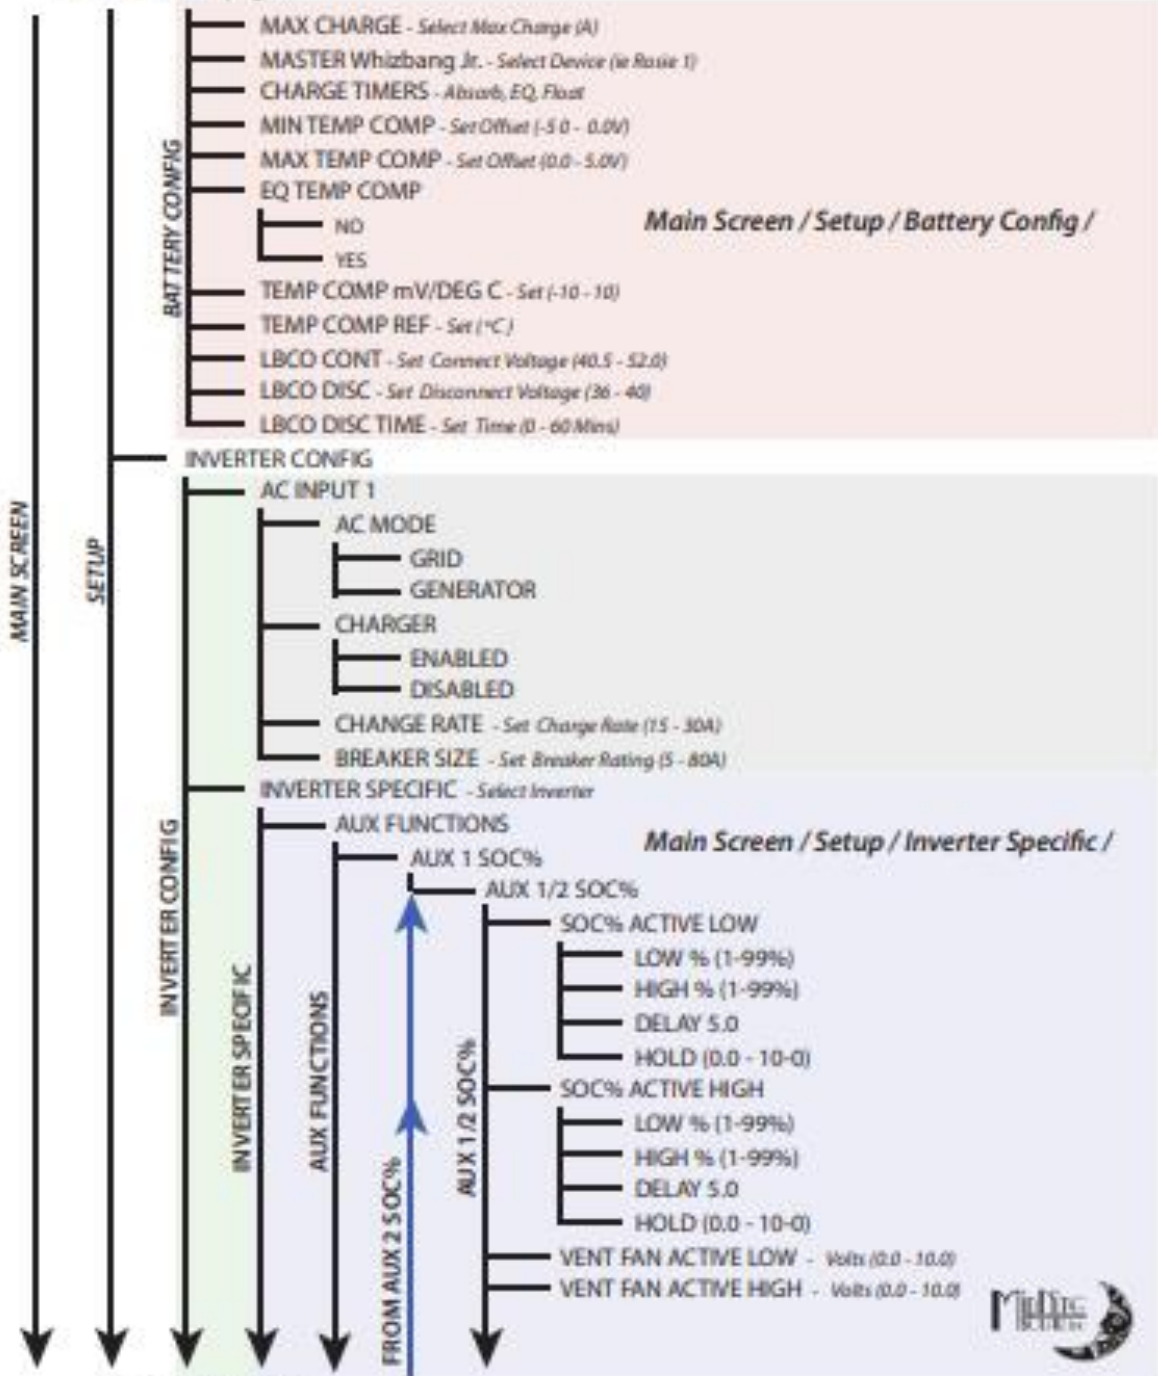 MAX CHARGE - Select Max Charge (A)
MASTER Whizbang Jr. - Select Device (ie Rosie 1)
CHARGE TIMERS - Absorb, EQ, Float
MIN TEMP COMP - Set Offset (-5.0 - 0.0V)
MAX TEMP COMP - Set Offset (0.0 - 5.0V)
EQ TEMP COMP
NO
YES
Main Screen / Setup / Battery Config /
BATTERY CONFIG
TEMP COMP mV/DEG C - Set (-10 - 10)
TEMP COMP REF - Set (°C)
LBCO CONT - Set Connect Voltage (40.5 - 52.0)
LBCO DISC - Set Disconnect Voltage (36 - 40)
LBCO DISC TIME - Set Time (0 - 60 Mins)
INVERTER CONFIG
AC INPUT 1
AC MODE
GRID
GENERATOR
MAIN SCREEN
SETUP
CHARGER
ENABLED
DISABLED
CHANGE RATE - Set Charge Rate (15 - 30A)
BREAKER SIZE - Set Breaker Rating (5 - 80A)
INVERTER SPECIFIC - Select Inverter
AUX FUNCTIONS
Main Screen / Setup / Inverter Specific /
AUX 1 SOC%
AUX 1/2 SOC%
SOC% ACTIVE LOW
LOW % (1-99%)
HIGH % (1-99%)
DELAY 5.0
HOLD (0.0 - 10-0)
SOC% ACTIVE HIGH
LOW % (1-99%)
HIGH % (1-99%)
DELAY 5.0
HOLD (0.0 - 10-0)
VENT FAN ACTIVE LOW - Volts (0.0 - 10.0)
VENT FAN ACTIVE HIGH - Volts (0.0 - 10.0)
INVERTER CONFIG
INVERTER SPECIFIC
AUX FUNCTIONS
FROM AUX 2 SOC%
AUX 1/2 SOC%